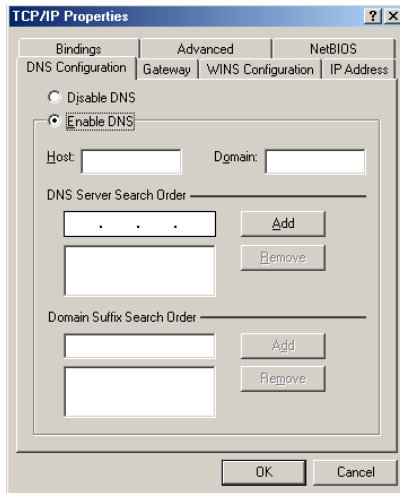 TCP/IP Properties
Bindings Advanced NetBIOS
DNS Configuration Gateway WINS Configuration IP Address
Disable DNS
Enable DNS
Host: Domain:
DNS Server Search Order
. . . Add
Remove
Domain Suffix Search Order
Add
Remove
OK Cancel